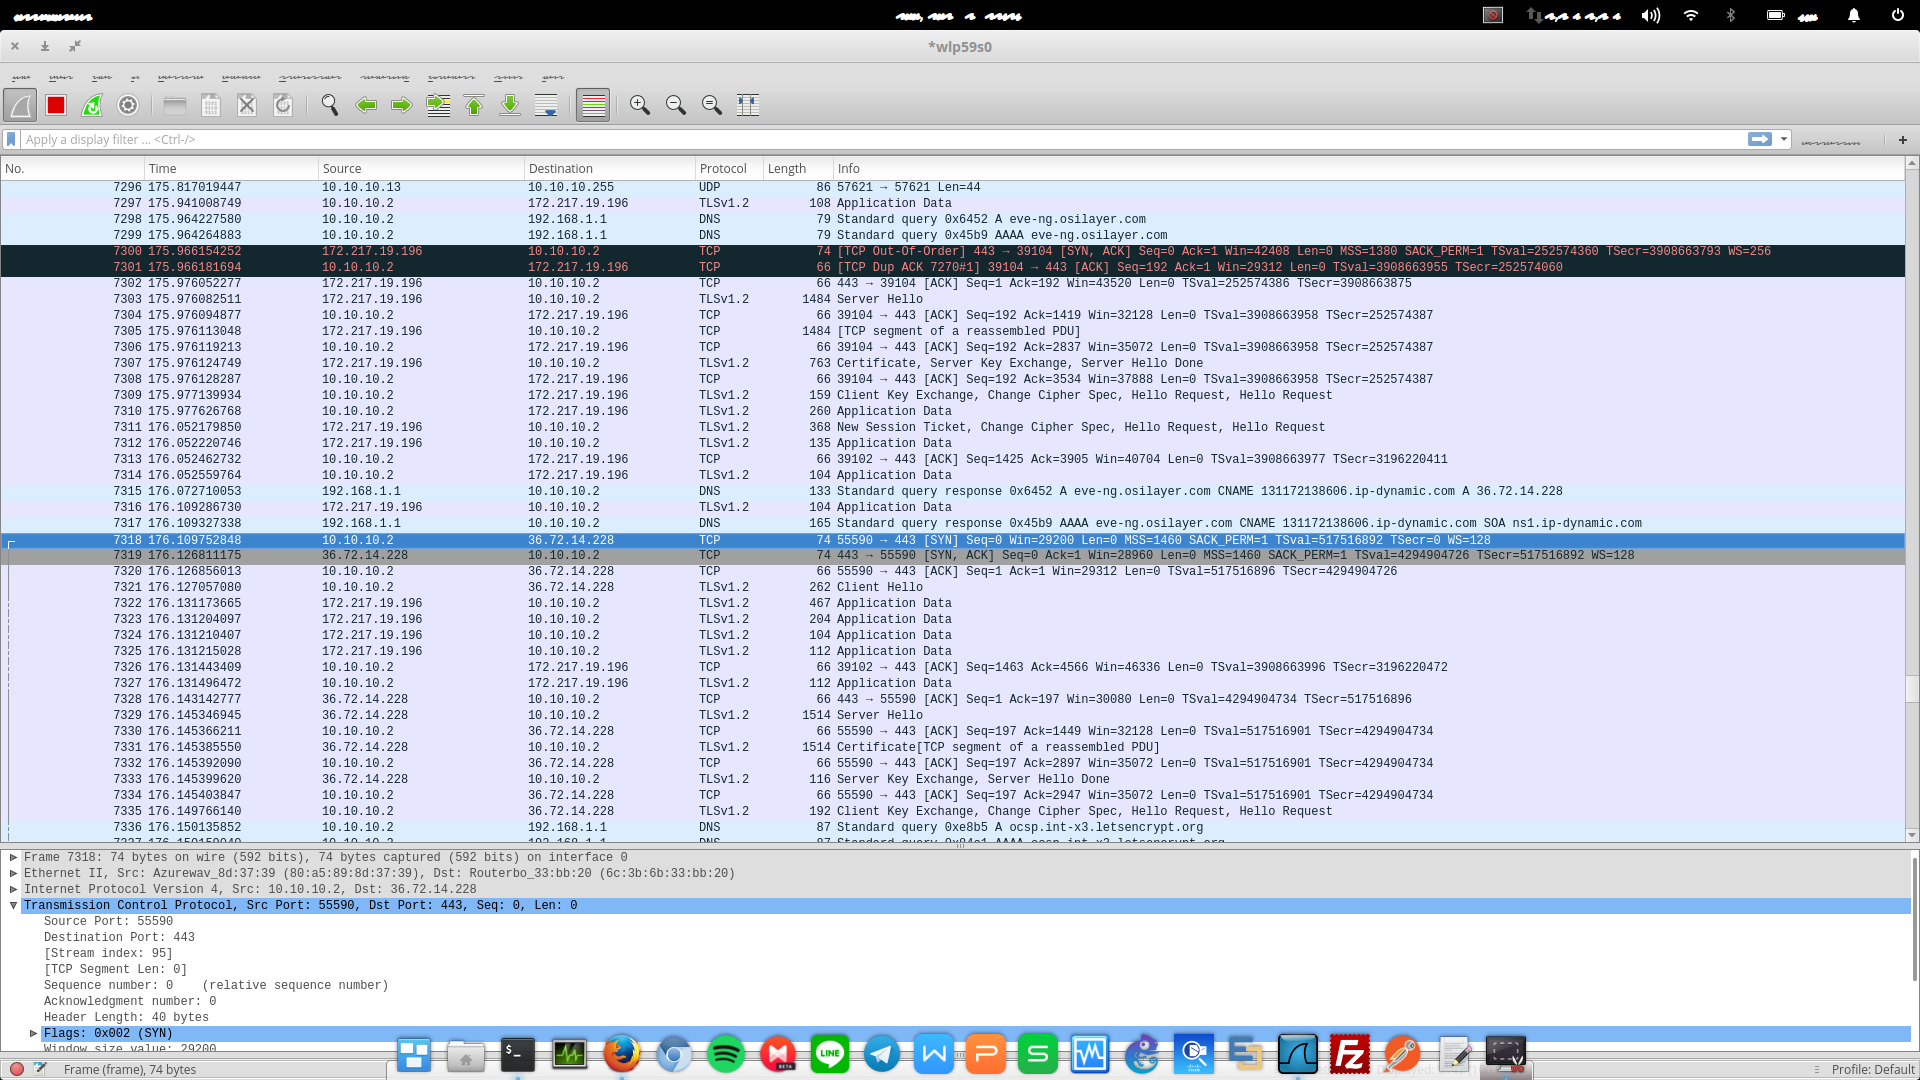 *wlp59s0
Apply a display filter ... <Ctrl-/>
No. Time Source Destination Protocol Length Info
7296 175.817019447 10.10.10.13 10.10.10.255 UDP 86 57621 → 57621 Len=44
7297 175.941008749 10.10.10.2 172.217.19.196 TLSv1.2 108 Application Data
7298 175.964227580 10.10.10.2 192.168.1.1 DNS 79 Standard query 0x6452 A eve-ng.osilayer.com
7299 175.964264883 10.10.10.2 192.168.1.1 DNS 79 Standard query 0x45b9 AAAA eve-ng.osilayer.com
7300 175.966154252 172.217.19.196 10.10.10.2 TCP 74 [TCP Out-Of-Order] 443 → 39104 [SYN, ACK] Seq=0 Ack=1 Win=42408 Len=0 MSS=1380 SACK_PERM=1 TSval=252574360 TSecr=3908663793 WS=256
7301 175.966181694 10.10.10.2 172.217.19.196 TCP 66 [TCP Dup ACK 7270#1] 39104 → 443 [ACK] Seq=192 Ack=1 Win=29312 Len=0 TSval=3908663955 TSecr=252574060
7302 175.976052277 172.217.19.196 10.10.10.2 TCP 66 443 → 39104 [ACK] Seq=1 Ack=192 Win=43520 Len=0 TSval=252574386 TSecr=3908663875
7303 175.976082511 172.217.19.196 10.10.10.2 TLSv1.2 1484 Server Hello
7304 175.976094877 10.10.10.2 172.217.19.196 TCP 66 39104 → 443 [ACK] Seq=192 Ack=1419 Win=32128 Len=0 TSval=3908663958 TSecr=252574387
7305 175.976113048 172.217.19.196 10.10.10.2 TCP 1484 [TCP segment of a reassembled PDU]
7306 175.976119213 10.10.10.2 172.217.19.196 TCP 66 39104 → 443 [ACK] Seq=192 Ack=2837 Win=35072 Len=0 TSval=3908663958 TSecr=252574387
7307 175.976124749 172.217.19.196 10.10.10.2 TLSv1.2 763 Certificate, Server Key Exchange, Server Hello Done
7308 175.976128287 10.10.10.2 172.217.19.196 TCP 66 39104 → 443 [ACK] Seq=192 Ack=3534 Win=37888 Len=0 TSval=3908663958 TSecr=252574387
7309 175.977139934 10.10.10.2 172.217.19.196 TLSv1.2 159 Client Key Exchange, Change Cipher Spec, Hello Request, Hello Request
7310 175.977626768 10.10.10.2 172.217.19.196 TLSv1.2 260 Application Data
7311 176.052179850 172.217.19.196 10.10.10.2 TLSv1.2 368 New Session Ticket, Change Cipher Spec, Hello Request, Hello Request
7312 176.052220746 172.217.19.196 10.10.10.2 TLSv1.2 135 Application Data
7313 176.052462732 10.10.10.2 172.217.19.196 TCP 66 39102 → 443 [ACK] Seq=1425 Ack=3905 Win=40704 Len=0 TSval=3908663977 TSecr=3196220411
7314 176.052559764 10.10.10.2 172.217.19.196 TLSv1.2 104 Application Data
7315 176.072710053 192.168.1.1 10.10.10.2 DNS 133 Standard query response 0x6452 A eve-ng.osilayer.com CNAME 131172138606.ip-dynamic.com A 36.72.14.228
7316 176.109286730 172.217.19.196 10.10.10.2 TLSv1.2 104 Application Data
7317 176.109327338 192.168.1.1 10.10.10.2 DNS 165 Standard query response 0x45b9 AAAA eve-ng.osilayer.com CNAME 131172138606.ip-dynamic.com SOA ns1.ip-dynamic.com
7318 176.109752848 10.10.10.2 36.72.14.228 TCP 74 55590 → 443 [SYN] Seq=0 Win=29200 Len=0 MSS=1460 SACK_PERM=1 TSval=517516892 TSecr=0 WS=128
7319 176.126811175 36.72.14.228 10.10.10.2 TCP 74 443 → 55590 [SYN, ACK] Seq=0 Ack=1 Win=28960 Len=0 MSS=1460 SACK_PERM=1 TSval=4294904726 TSecr=517516892 WS=128
7320 176.126856013 10.10.10.2 36.72.14.228 TCP 66 55590 → 443 [ACK] Seq=1 Ack=1 Win=29312 Len=0 TSval=517516896 TSecr=4294904726
7321 176.127057080 10.10.10.2 36.72.14.228 TLSv1.2 262 Client Hello
7322 176.131173665 172.217.19.196 10.10.10.2 TLSv1.2 467 Application Data
7323 176.131204097 172.217.19.196 10.10.10.2 TLSv1.2 204 Application Data
7324 176.131210407 172.217.19.196 10.10.10.2 TLSv1.2 104 Application Data
7325 176.131215028 172.217.19.196 10.10.10.2 TLSv1.2 112 Application Data
7326 176.131443409 10.10.10.2 172.217.19.196 TCP 66 39102 → 443 [ACK] Seq=1463 Ack=4566 Win=46336 Len=0 TSval=3908663996 TSecr=3196220472
7327 176.131496472 10.10.10.2 172.217.19.196 TLSv1.2 112 Application Data
7328 176.143142777 36.72.14.228 10.10.10.2 TCP 66 443 → 55590 [ACK] Seq=1 Ack=197 Win=30080 Len=0 TSval=4294904734 TSecr=517516896
7329 176.145346945 36.72.14.228 10.10.10.2 TLSv1.2 1514 Server Hello
7330 176.145366211 10.10.10.2 36.72.14.228 TCP 66 55590 → 443 [ACK] Seq=197 Ack=1449 Win=32128 Len=0 TSval=517516901 TSecr=4294904734
7331 176.145385550 36.72.14.228 10.10.10.2 TLSv1.2 1514 Certificate[TCP segment of a reassembled PDU]
7332 176.145392090 10.10.10.2 36.72.14.228 TCP 66 55590 → 443 [ACK] Seq=197 Ack=2897 Win=35072 Len=0 TSval=517516901 TSecr=4294904734
7333 176.145399620 36.72.14.228 10.10.10.2 TLSv1.2 116 Server Key Exchange, Server Hello Done
7334 176.145403847 10.10.10.2 36.72.14.228 TCP 66 55590 → 443 [ACK] Seq=197 Ack=2947 Win=35072 Len=0 TSval=517516901 TSecr=4294904734
7335 176.149766140 10.10.10.2 36.72.14.228 TLSv1.2 192 Client Key Exchange, Change Cipher Spec, Hello Request, Hello Request
7336 176.150135852 10.10.10.2 192.168.1.1 DNS 87 Standard query 0xe8b5 A ocsp.int-x3.letsencrypt.org
Frame 7318: 74 bytes on wire (592 bits), 74 bytes captured (592 bits) on interface 0
Ethernet II, Src: Azurewav_8d:37:39 (80:a5:89:8d:37:39), Dst: Routerbo_33:bb:20 (6c:3b:6b:33:bb:20)
Internet Protocol Version 4, Src: 10.10.10.2, Dst: 36.72.14.228
Transmission Control Protocol, Src Port: 55590, Dst Port: 443, Seq: 0, Len: 0
Source Port: 55590
Destination Port: 443
[Stream index: 95]
[TCP Segment Len: 0]
Sequence number: 0 (relative sequence number)
Acknowledgment number: 0
Header Length: 40 bytes
Flags: 0x002 (SYN)
Window size value: 29200
Frame (frame), 74 bytes
Profile: Default